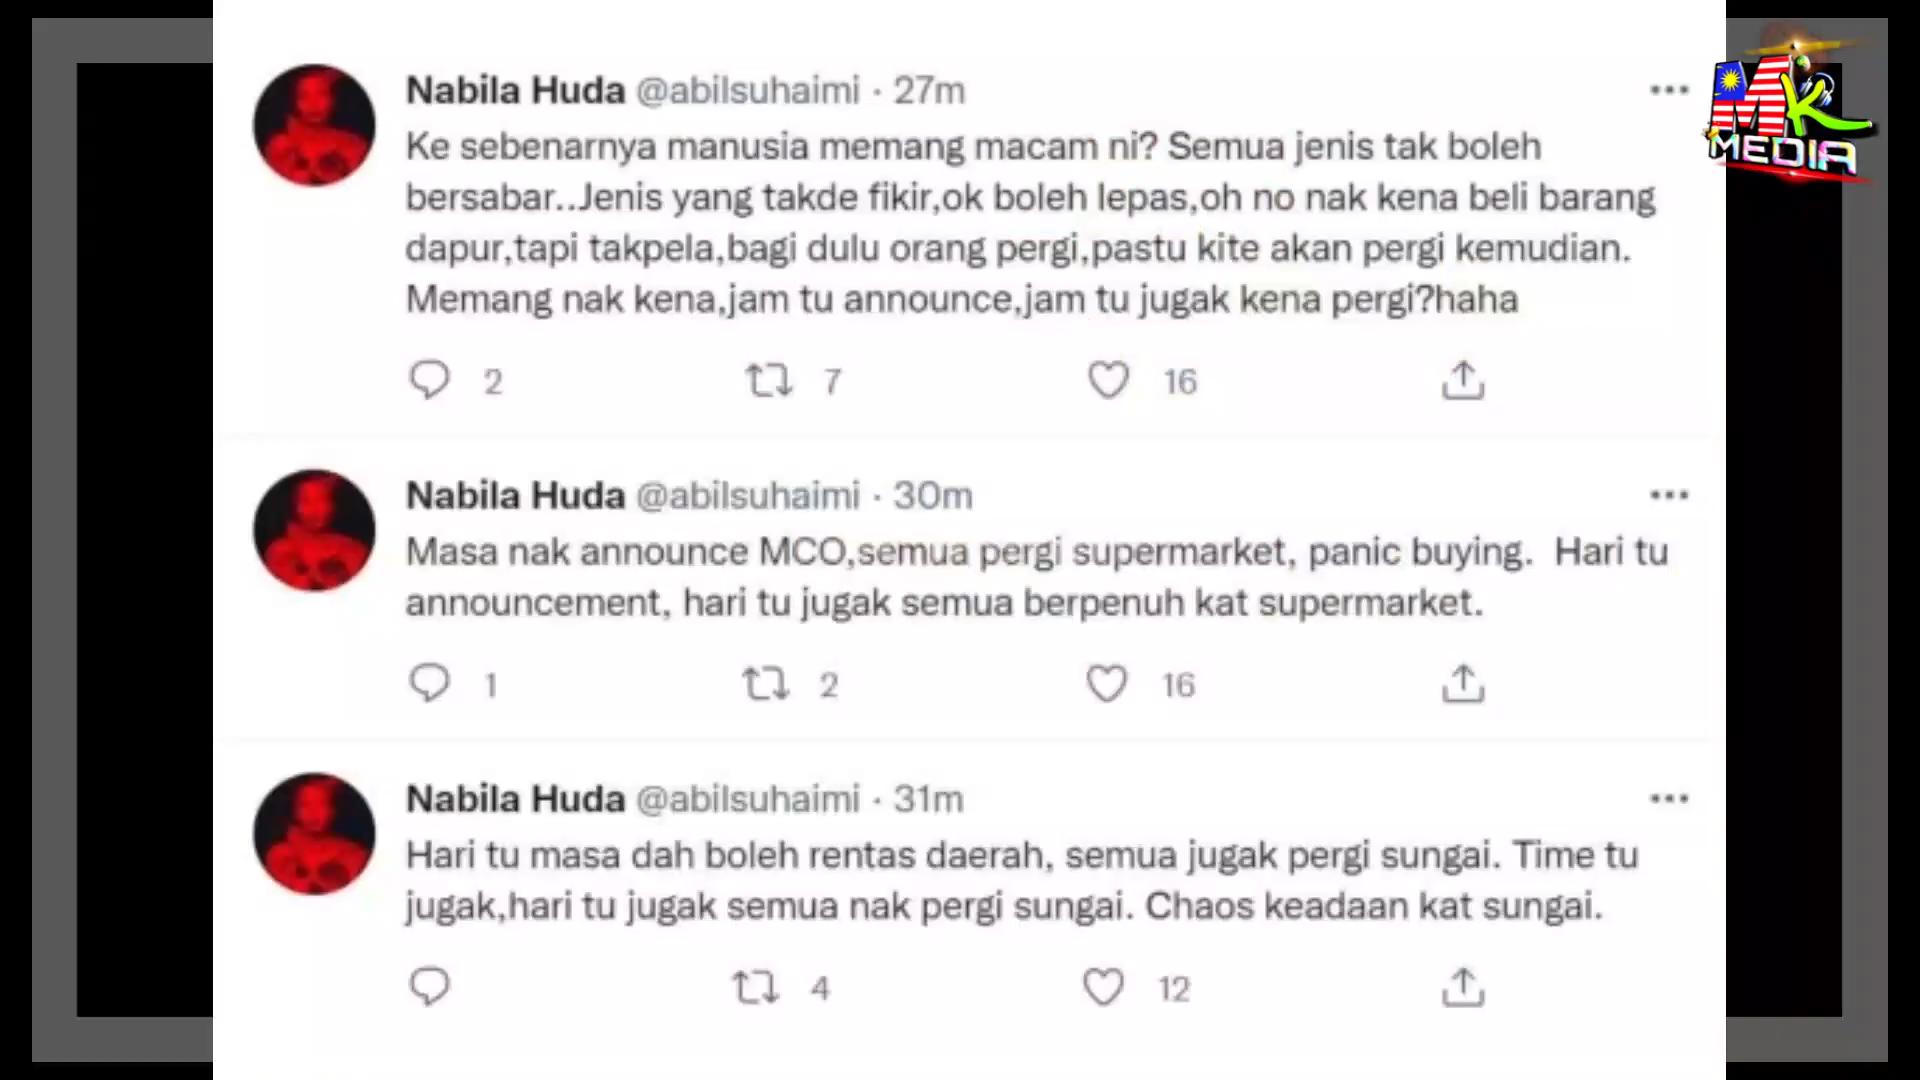 Nabila Huda @abilsuhaimi · 27m
Ke sebenarnya manusia memang macam ni? Semua jenis tak boleh
bersabar..Jenis yang takde fikir,ok boleh lepas,oh no nak kena beli barang
dapur,tapi takpela,bagi dulu orang pergi,pastu kite akan pergi kemudian.
Memang nak kena,jam tu announce,jam tu jugak kena pergi?haha
2 7 16
Nabila Huda @abilsuhaimi · 30m
Masa nak announce MCO,semua pergi supermarket, panic buying. Hari tu
announcement, hari tu jugak semua berpenuh kat supermarket.
1 2 16
Nabila Huda @abilsuhaimi · 31m
Hari tu masa dah boleh rentas daerah, semua jugak pergi sungai. Time tu
jugak,hari tu jugak semua nak pergi sungai. Chaos keadaan kat sungai.
4 12
MK
MEDIA